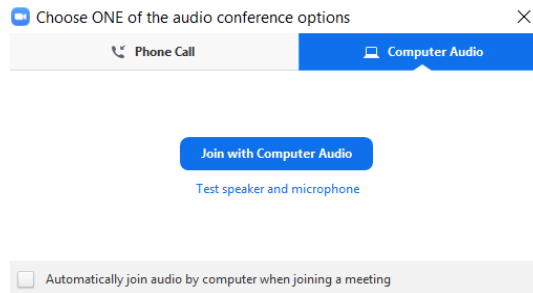 Choose ONE of the audio conference options
Phone Call
Computer Audio
Join with Computer Audio
Test speaker and microphone
Automatically join audio by computer when joining a meeting